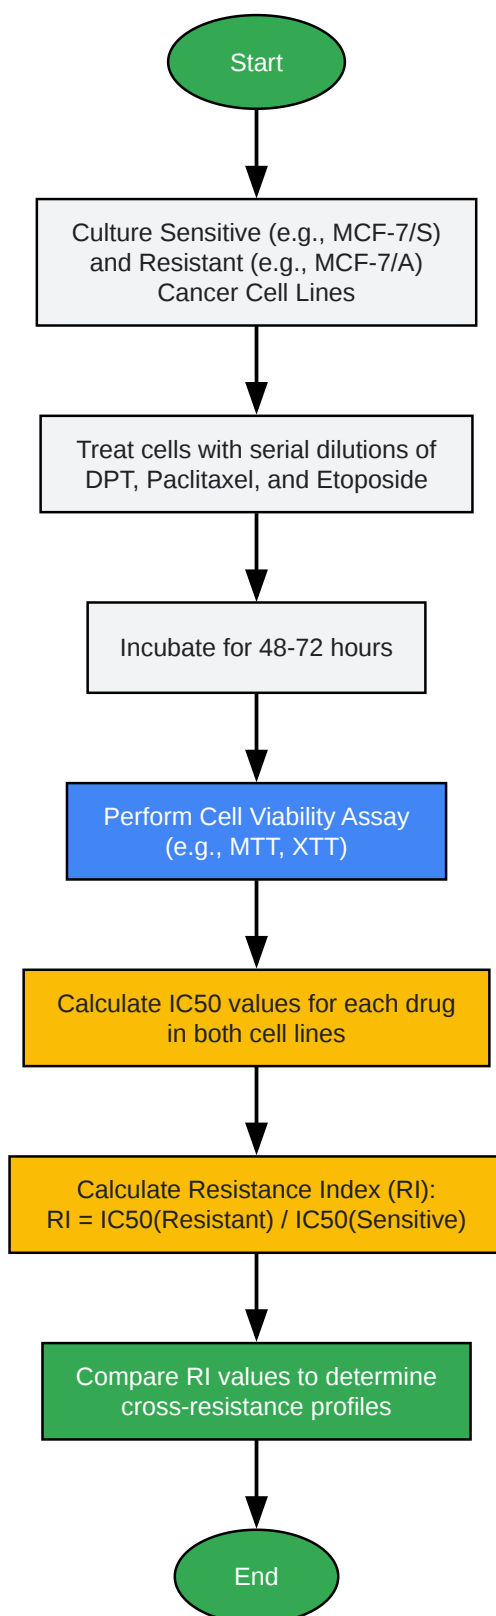 Start
Culture Sensitive (e.g., MCF-7/S)
and Resistant (e.g., MCF-7/A)
Cancer Cell Lines
Treat cells with serial dilutions of
DPT, Paclitaxel, and Etoposide
Incubate for 48-72 hours
Perform Cell Viability Assay
(e.g., MTT, XTT)
Calculate IC50 values for each drug
in both cell lines
Calculate Resistance Index (RI):
RI = IC50(Resistant) / IC50(Sensitive)
Compare RI values to determine
cross-resistance profiles
End